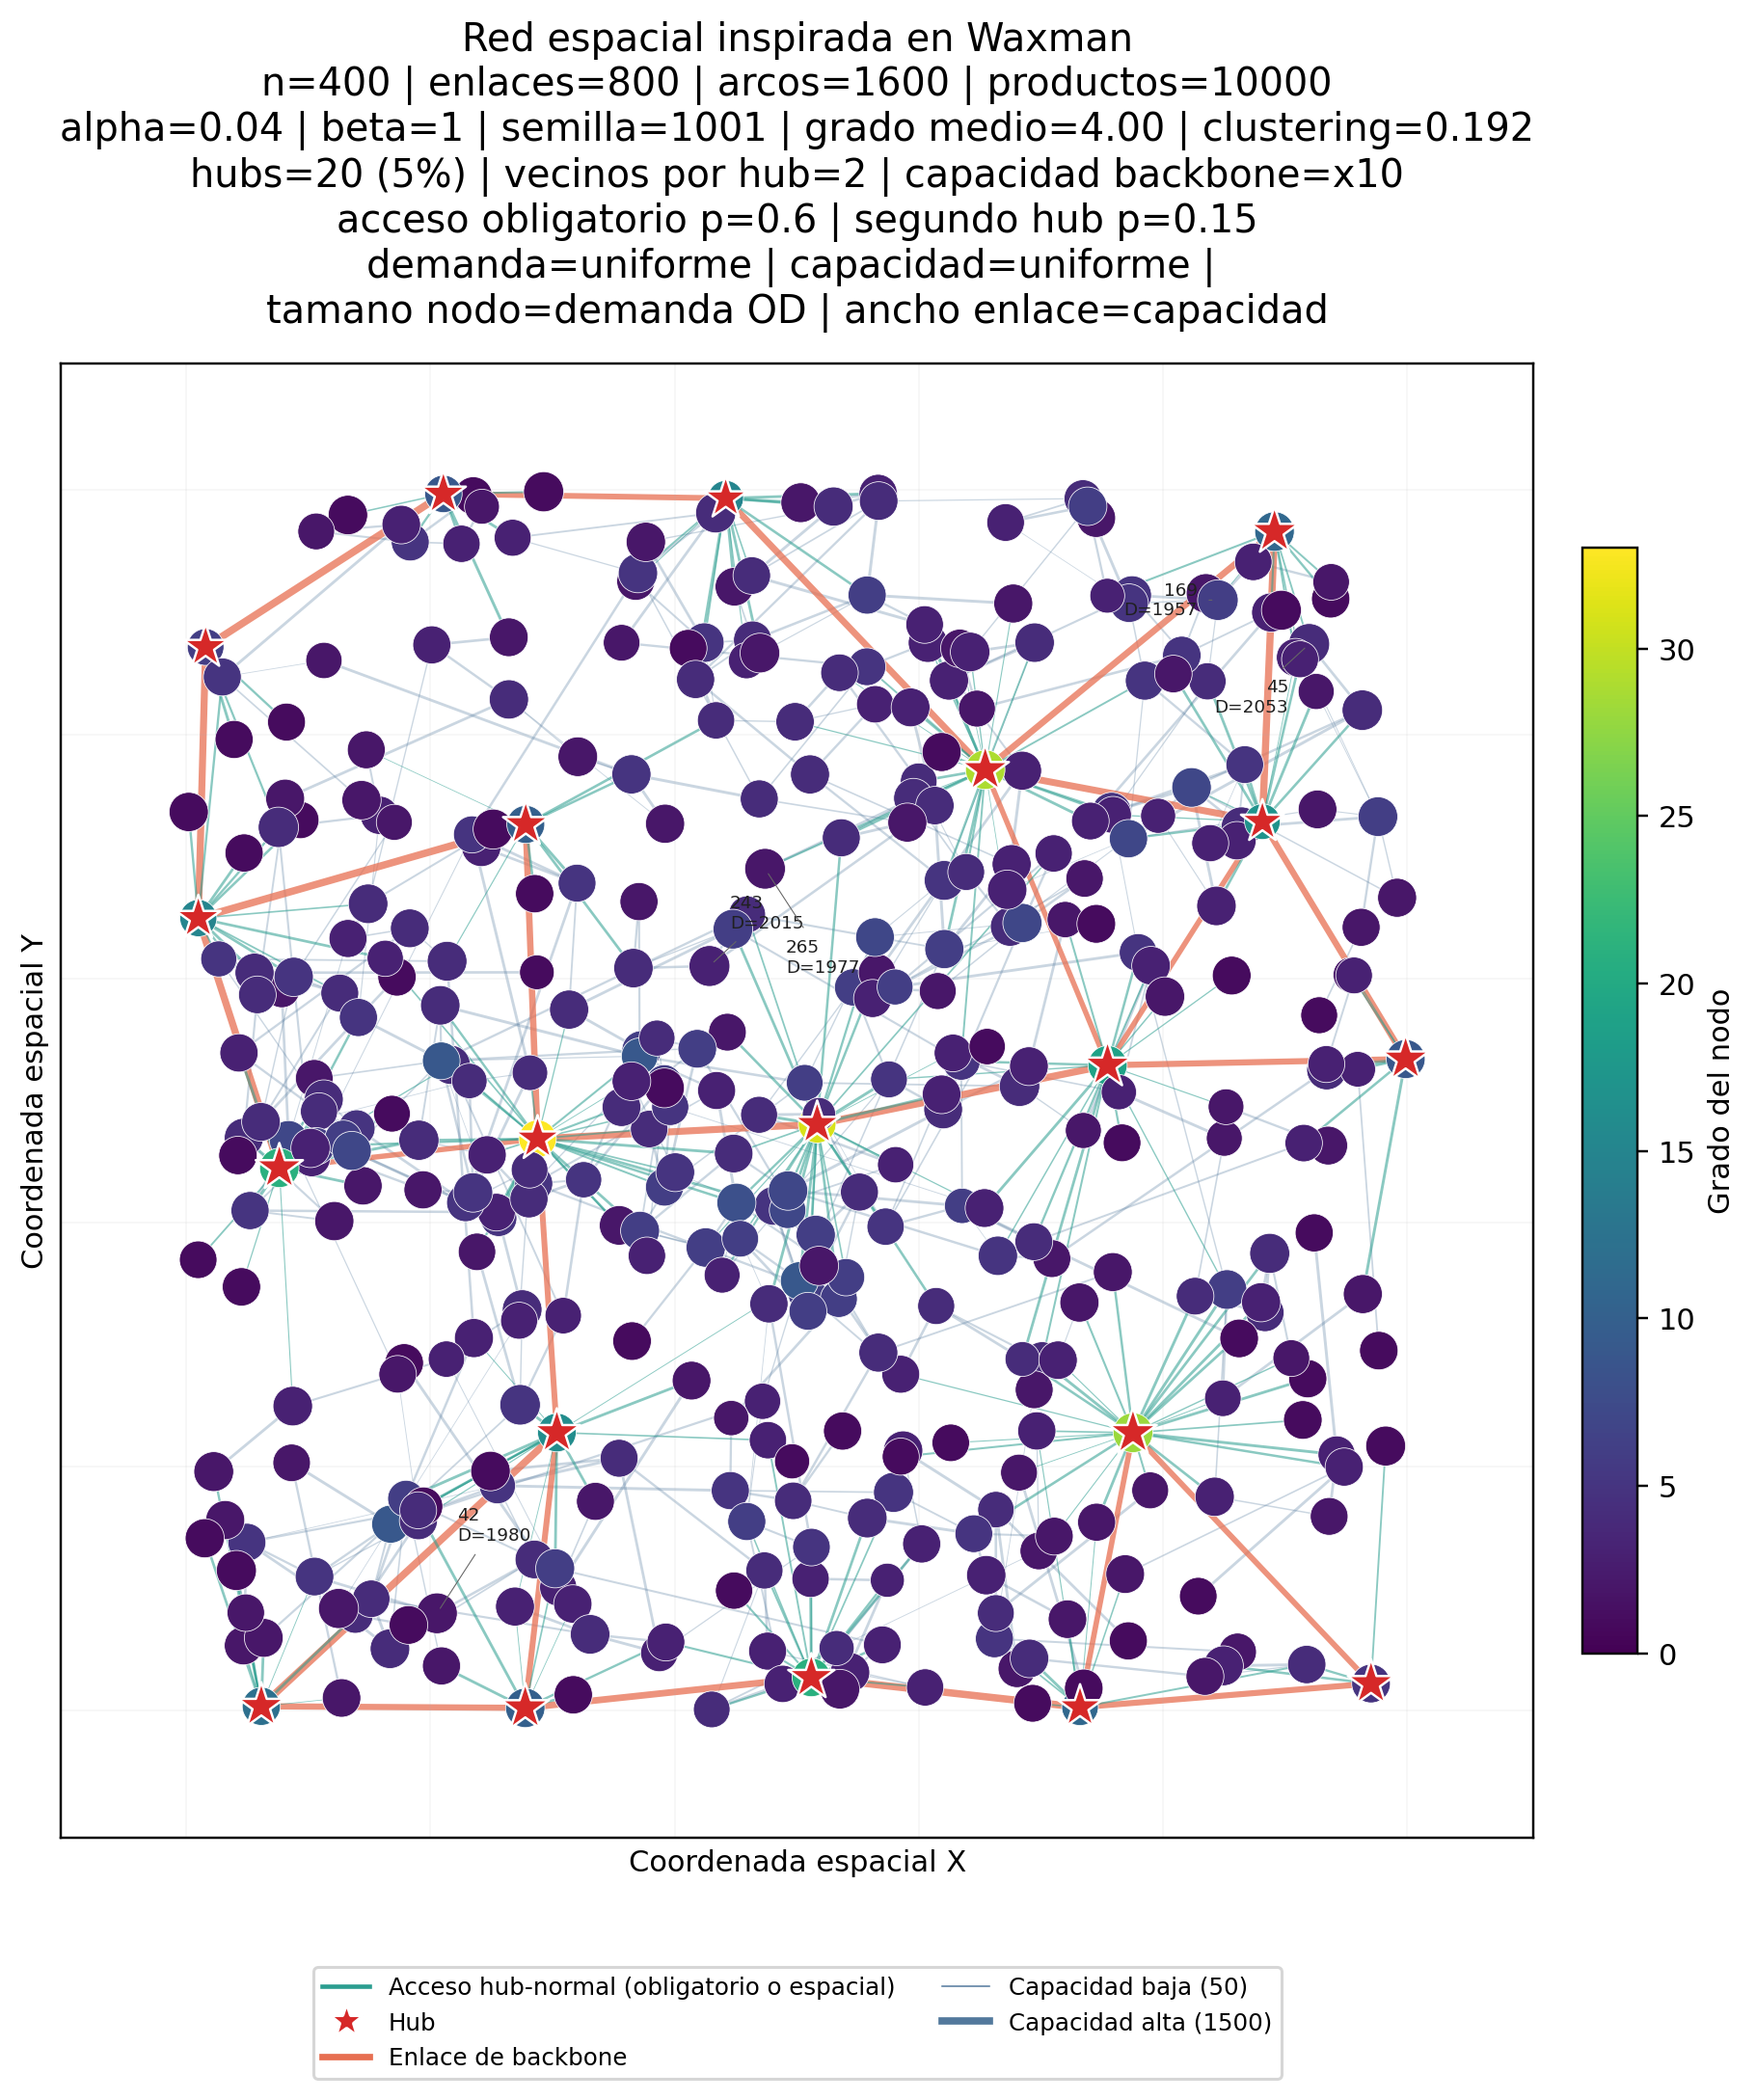 Red espacial inspirada en Waxman
n=400 | enlaces=800 | arcos=1600 | productos=10000
alpha=0.04 | beta=1 | semilla=1001 | grado medio=4.00 | clustering=0.192
hubs=20 (5%) | vecinos por hub=2 | capacidad backbone=x10
acceso obligatorio p=0.6 | segundo hub p=0.15
demanda=uniforme | capacidad=uniforme |
tamano nodo=demanda OD | ancho enlace=capacidad
D=1957
45
D=2053
243
D=2015
265
D=1977
42
D=1980
Coordenada espacial Y
Coordenada espacial X
30
25
20
15
10
5
0
Grado del nodo
Acceso hub-normal (obligatorio o espacial)
Hub
Enlace de backbone
Capacidad baja (50)
Capacidad alta (1500)